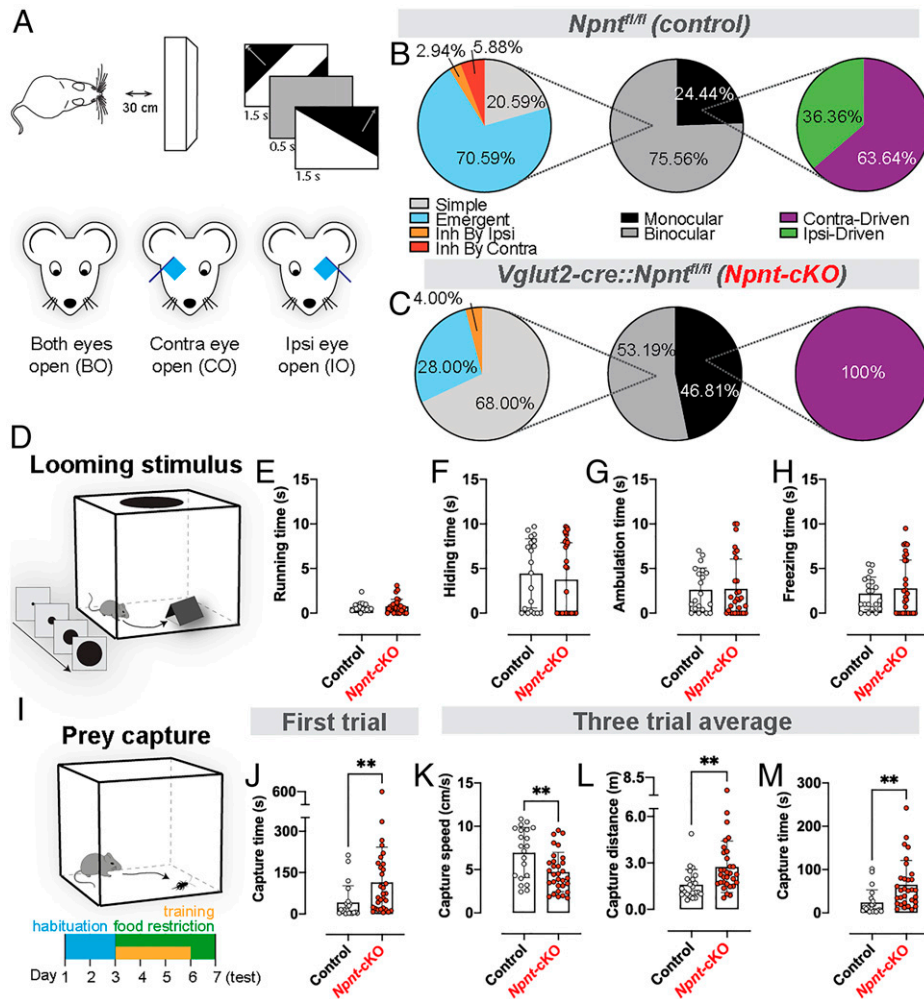 A
30 cm
1.5 s
0.5 s
1.5 s
Both eyes
open (BO)
Contra eye
open (CO)
Ipsi eye
open (IO)
Npntfl/fl (control)
B
2.94%
5.88%
20.59%
70.59%
24.44%
75.56%
36.36%
63.64%
Simple
Emergent
Inh By Ipsi
Inh By Contra
Monocular
Binocular
Contra-Driven
Ipsi-Driven
Vglut2-cre::Npntfl/fl (Npnt-cKO)
C
4.00%
28.00%
68.00%
53.19%
46.81%
100%
D
Looming stimulus
E
Running time (s)
15
10
5
0
Control
Npnt-cKO
F
Hiding time (s)
15
10
5
0
Control
Npnt-cKO
G
Ambulation time (s)
15
10
5
0
Control
Npnt-cKO
H
Freezing time (s)
15
10
5
0
Control
Npnt-cKO
I
Prey capture
training
habituation food restriction
Day 1 2 3 4 5 6 7 (test)
First trial
Three trial average
J
Capture time (s)
600
300
150
0
**
Control
Npnt-cKO
K
Capture speed (cm/s)
15
10
5
0
**
Control
Npnt-cKO
L
Capture distance (m)
8.5
6.0
3.0
0.0
**
Control
Npnt-cKO
M
Capture time (s)
300
200
100
0
**
Control
Npnt-cKO